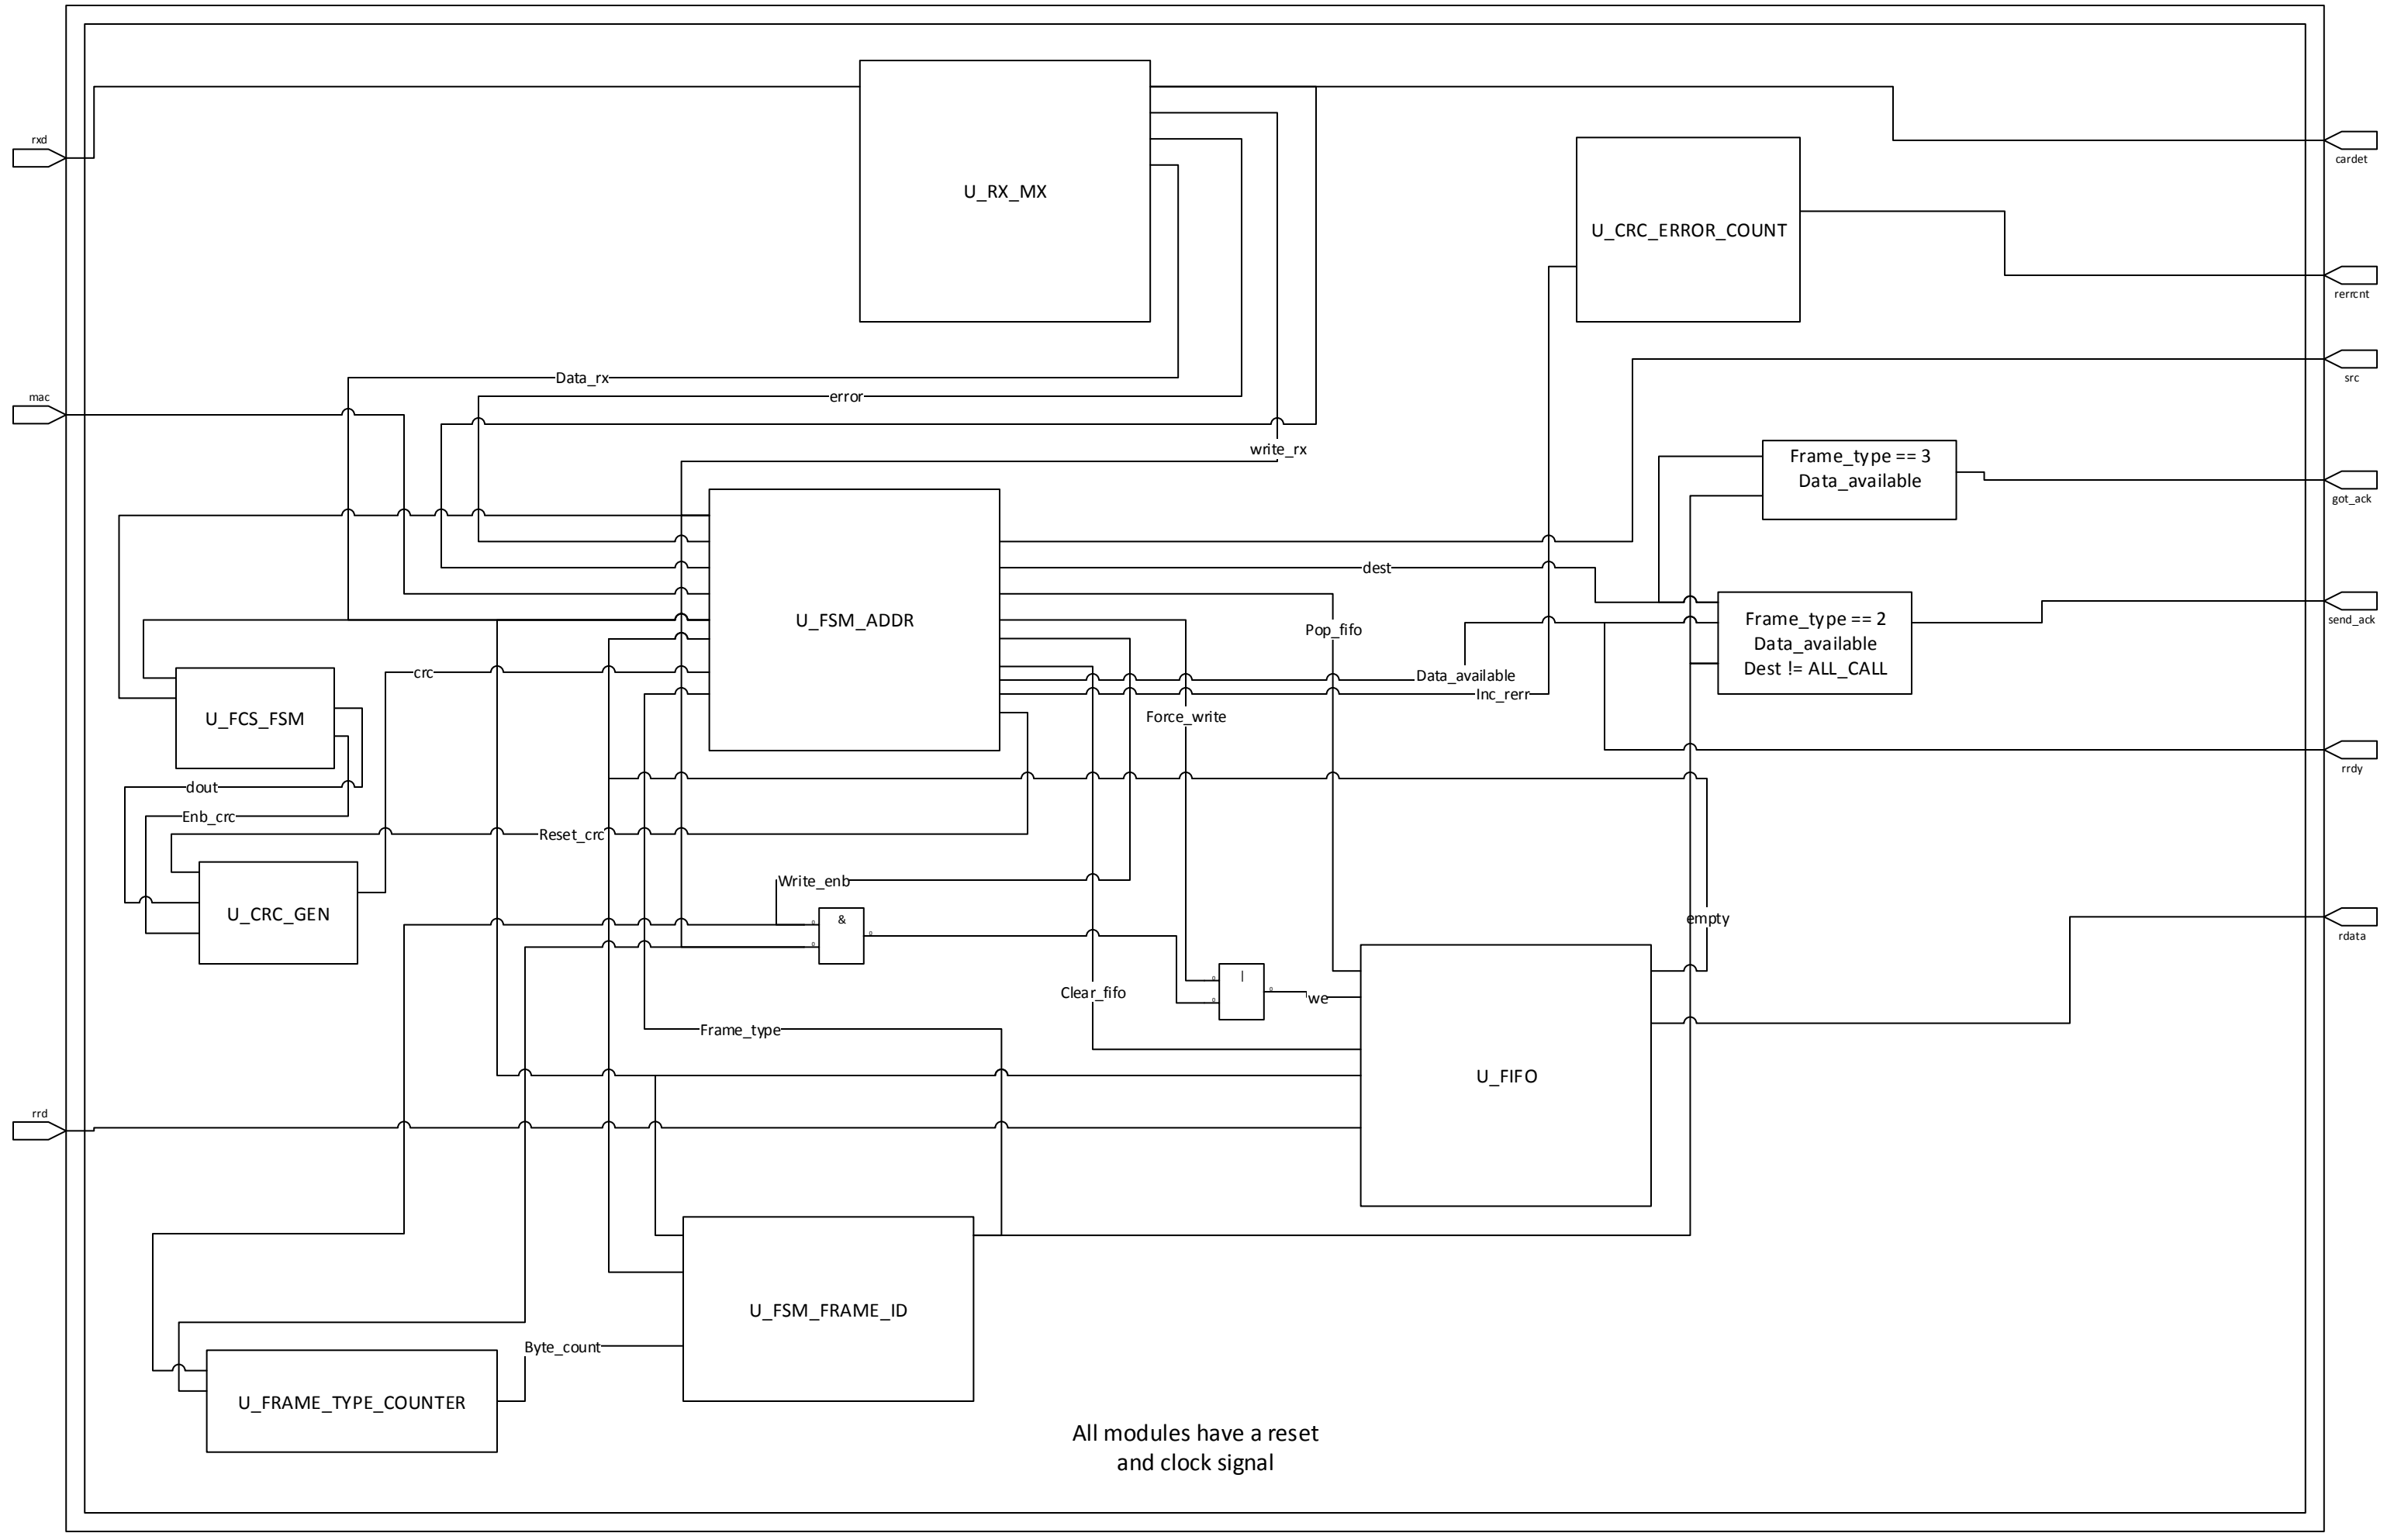 rxd
U_RX_MX
cardet
U_CRC_ERROR_COUNT
rerrcnt
src
Data_rx
mac
error
write_rx
Frame_type == 3
Data_available
got_ack
dest
U_FSM_ADDR
Frame_type == 2
Data_available
Dest != ALL_CALL
send_ack
Pop_fifo
crc
Data_available
Inc_rerr
U_FCS_FSM
Force_write
rrdy
dout
Enb_crc
Reset_crc
Write_enb
U_CRC_GEN
&
empty
rdata
|
Clear_fifo
we
Frame_type
U_FIFO
rrd
U_FSM_FRAME_ID
Byte_count
U_FRAME_TYPE_COUNTER
All modules have a reset
and clock signal